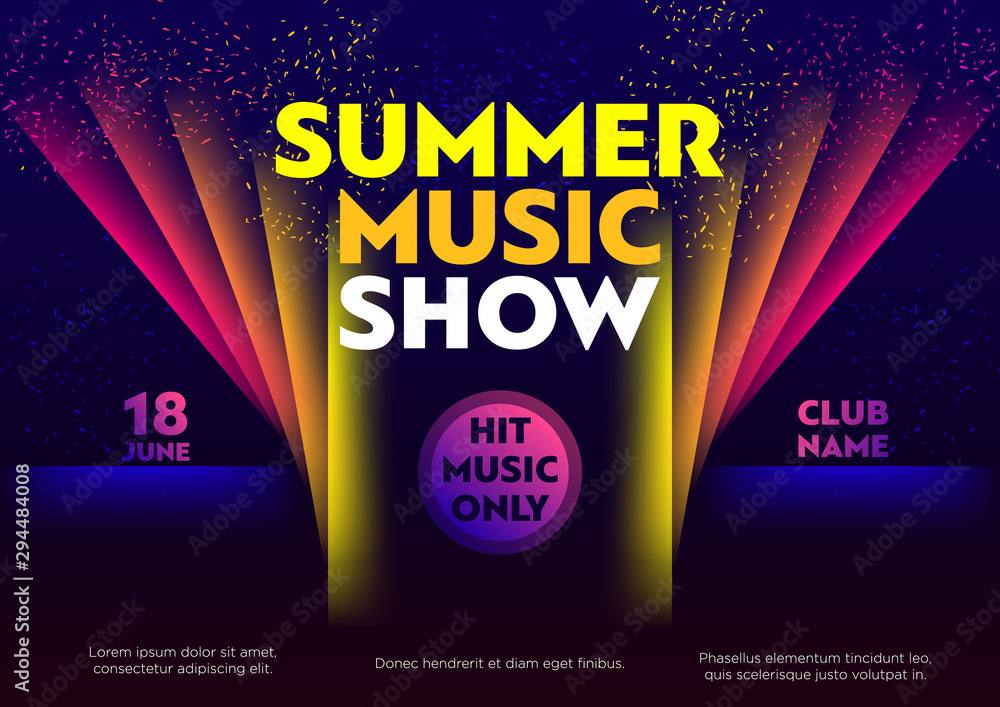 SUMMER
MUSIC
SHOW
18
JUNE
HIT
MUSIC
ONLY
CLUB
NAME
Lorem ipsum dolor sit amet,
consectetur adipiscing elit.
Donec hendrerit et diam eget finibus.
Phasellus elementum tincidunt leo,
quis scelerisque justo volutpat in.
Adobe Stock | #294484008